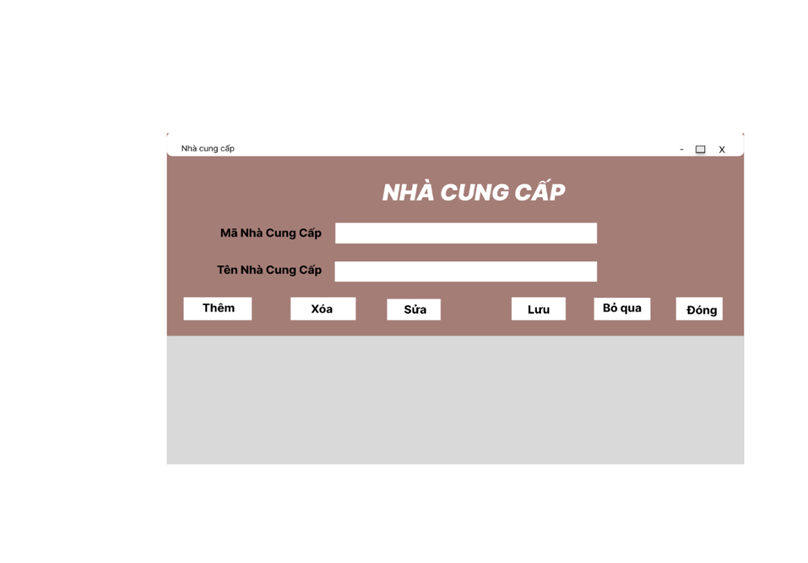 Nhà cung cấp
- X
NHÀ CUNG CẤP
Mã Nhà Cung Cấp
Tên Nhà Cung Cấp
Thêm Xóa Sửa Lưu Bỏ qua Đóng